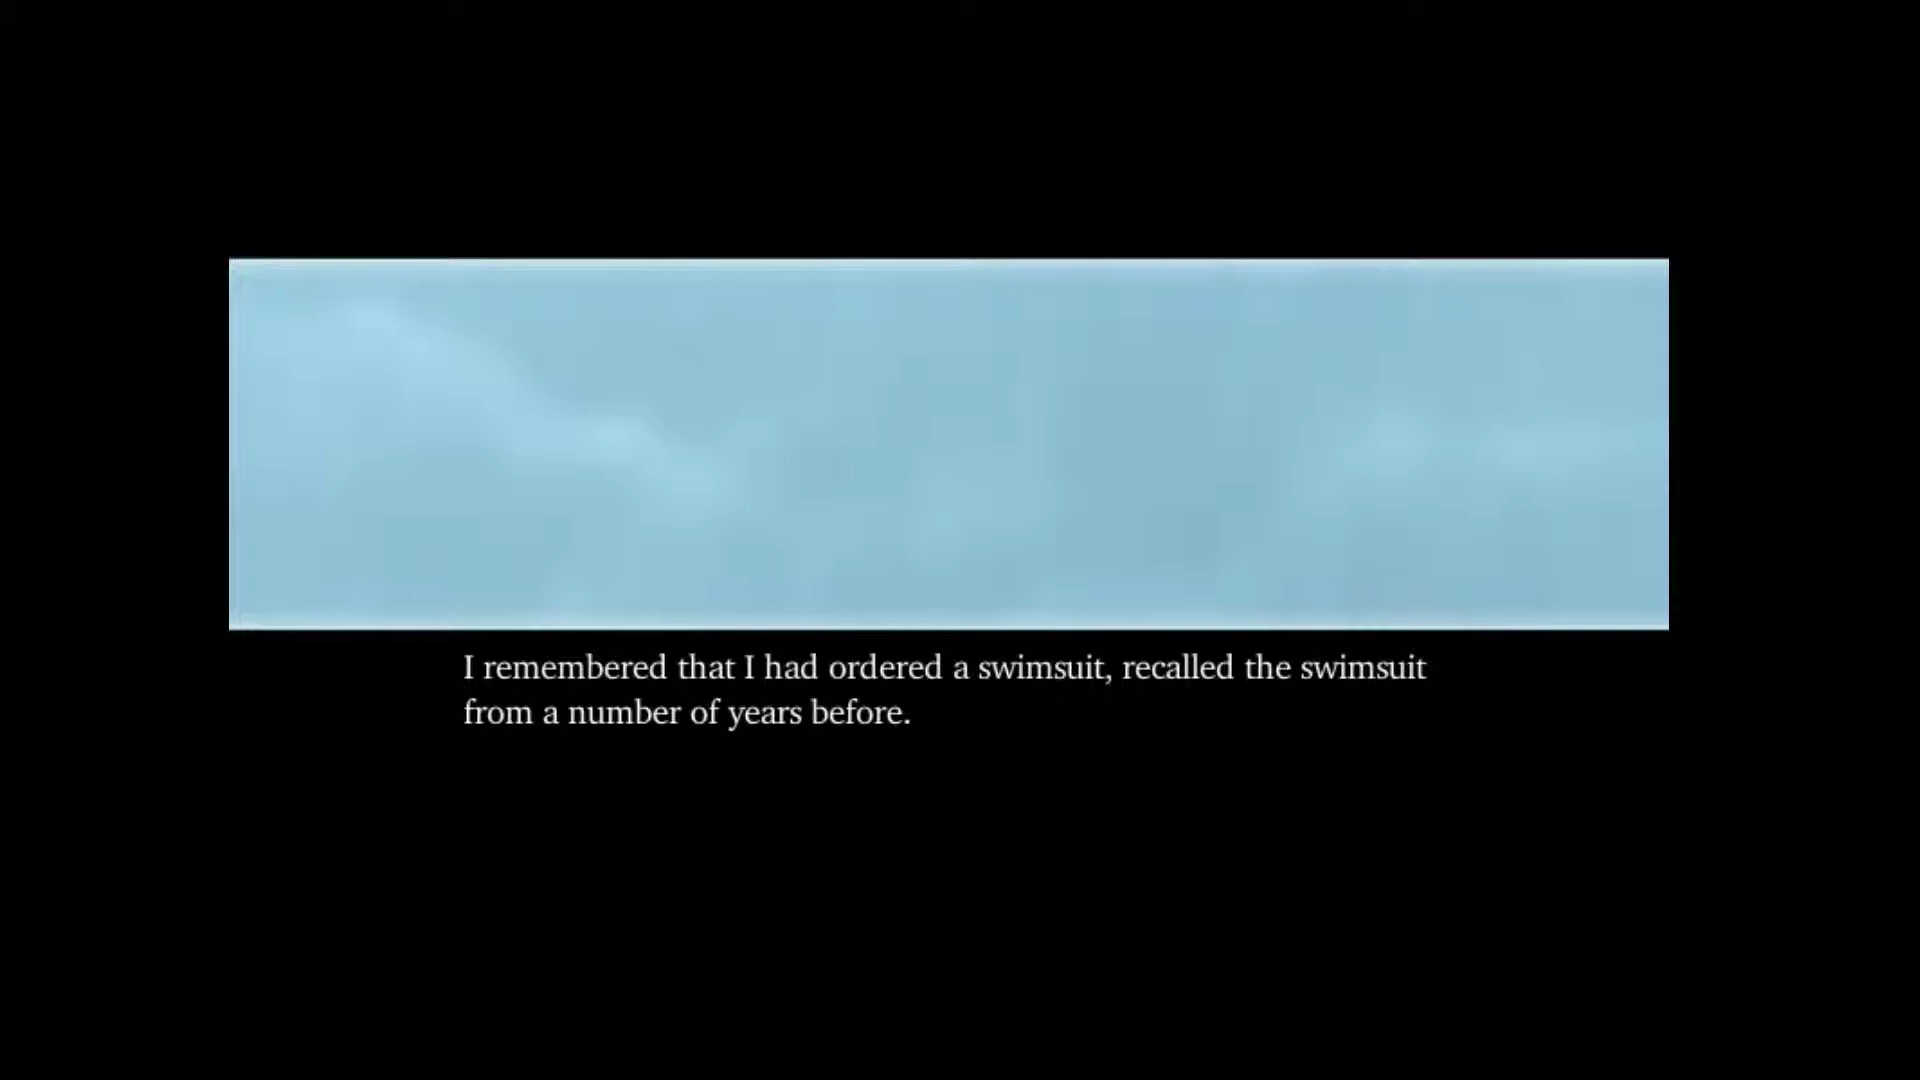 I remembered that I had ordered a swimsuit, recalled the swimsuit
from a number of years before.